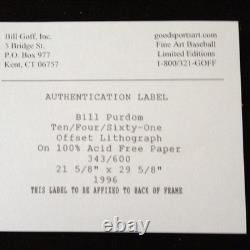 Bill Goff, Inc.
5 Bridge St.
P.O. Box 977
Kent, CT 06757
goodsportsart.com
Fine Art Baseball
Limited Editions
1-800/321-GOFF
AUTHENTICATION LABEL
Bill Purdom
Ten/Four/Sixty-One
Offset Lithograph
On 100% Acid Free Paper
343/600
21 5/8" x 29 5/8"
1996
THIS LABEL TO BE AFFIXED TO BACK OF FRAME